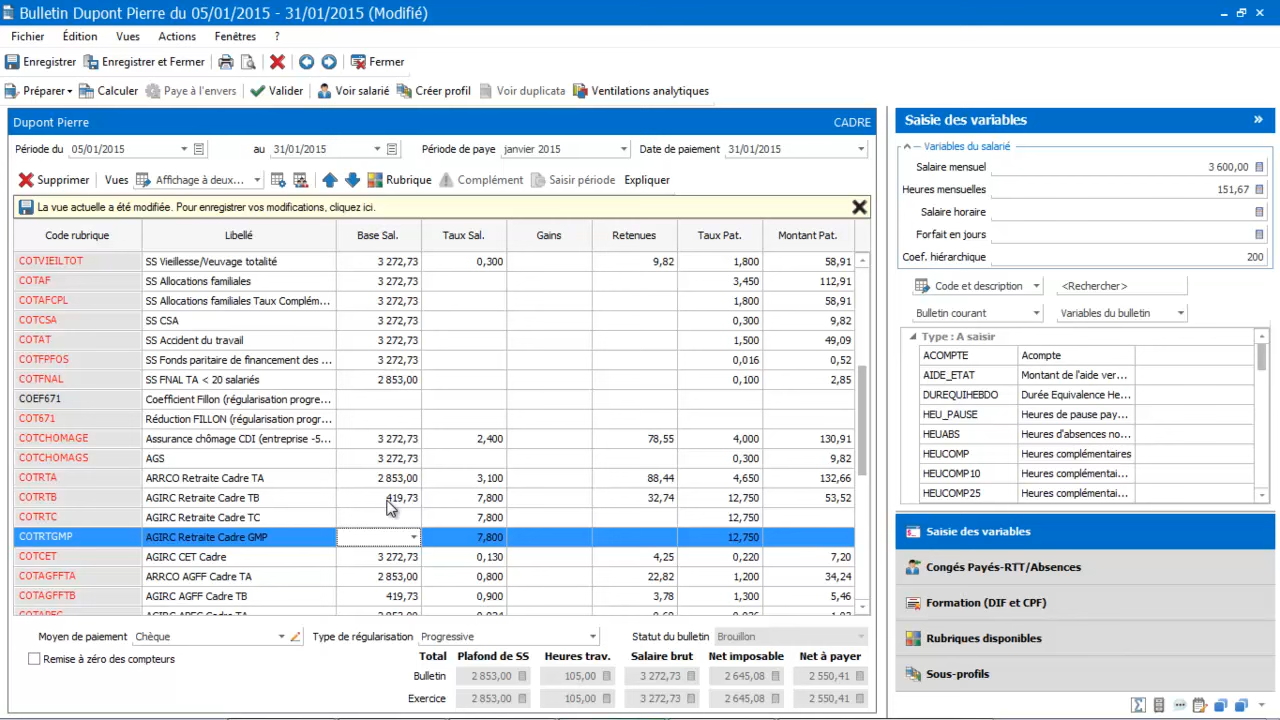 Bulletin Dupont Pierre du 05/01/2015 - 31/01/2015 (Modifié)
Fichier Édition Vues Actions Fenêtres ?
Enregistrer Enregistrer et Fermer Fermer
Préparer Calculer Paye à l'envers Valider Voir salarié Créer profil Voir duplicata Ventilations analytiques
Dupont Pierre CADRE
Période du 05/01/2015 au 31/01/2015 Période de paye janvier 2015 Date de paiement 31/01/2015
Supprimer Vues Affichage à deux... Rubrique Complément Saisir période Expliquer
La vue actuelle a été modifiée. Pour enregistrer vos modifications, cliquez ici.
Code rubrique Libellé Base Sal. Taux Sal. Gains Retenues Taux Pat. Montant Pat.
COTVIEILTOT SS Vieillesse/Veuvage totalité 3 272,73 0,300 9,82 1,800 58,91
COTAF SS Allocations familiales 3 272,73 3,450 112,91
COTAFCPL SS Allocations familiales Taux Complém... 3 272,73 1,800 58,91
COTCSA SS CSA 3 272,73 0,300 9,82
COTAT SS Accident du travail 3 272,73 1,500 49,09
COTFPFOS SS Fonds paritaire de financement des ... 3 272,73 0,016 0,52
COTFNAL SS FNAL TA < 20 salariés 2 853,00 0,100 2,85
COEF671 Coefficient Fillon (régularisation progre...
COT671 Réduction FILLON (régularisation progr...
COTCHOMAGE Assurance chômage CDI (entreprise -5... 3 272,73 2,400 78,55 4,000 130,91
COTCHOMAGS AGS 3 272,73 0,300 9,82
COTRTA ARRCO Retraite Cadre TA 2 853,00 3,100 88,44 4,650 132,66
COTRTB AGIRC Retraite Cadre TB 419,73 7,800 32,74 12,750 53,52
COTRTC AGIRC Retraite Cadre TC 7,800 12,750
COTRTGMP AGIRC Retraite Cadre GMP 7,800 12,750
COTCET AGIRC CET Cadre 3 272,73 0,130 4,25 0,220 7,20
COTAGFFTA ARRCO AGFF Cadre TA 2 853,00 0,800 22,82 1,200 34,24
COTAGFFTB AGIRC AGFF Cadre TB 419,73 0,900 3,78 1,300 5,46
Moyen de paiement Chèque Type de régularisation Progressive Statut du bulletin Brouillon
Remise à zéro des compteurs
Total Plafond de SS Heures trav. Salaire brut Net imposable Net à payer
Bulletin 2 853,00 105,00 3 272,73 2 645,08 2 550,41
Exercice 2 853,00 105,00 3 272,73 2 645,08 2 550,41
Saisie des variables »
Variables du salarié
Salaire mensuel 3 600,00
Heures mensuelles 151,67
Salaire horaire
Forfait en jours
Coef. hiérarchique 200
Code et description <Rechercher>
Bulletin courant Variables du bulletin
Type : A saisir
ACOMPTE Acompte
AIDE_ETAT Montant de l'aide ver...
DUREQUIHEBDO Durée Equivalence He...
HEU_PAUSE Heures de pause pay...
HEUABS Heures d'absences no...
HEUCOMP Heures complémentaires
HEUCOMP10 Heures complémentaires
HEUCOMP25 Heures complémentaires
Saisie des variables
Congés Payés-RTT/Absences
Formation (DIF et CPF)
Rubriques disponibles
Sous-profils